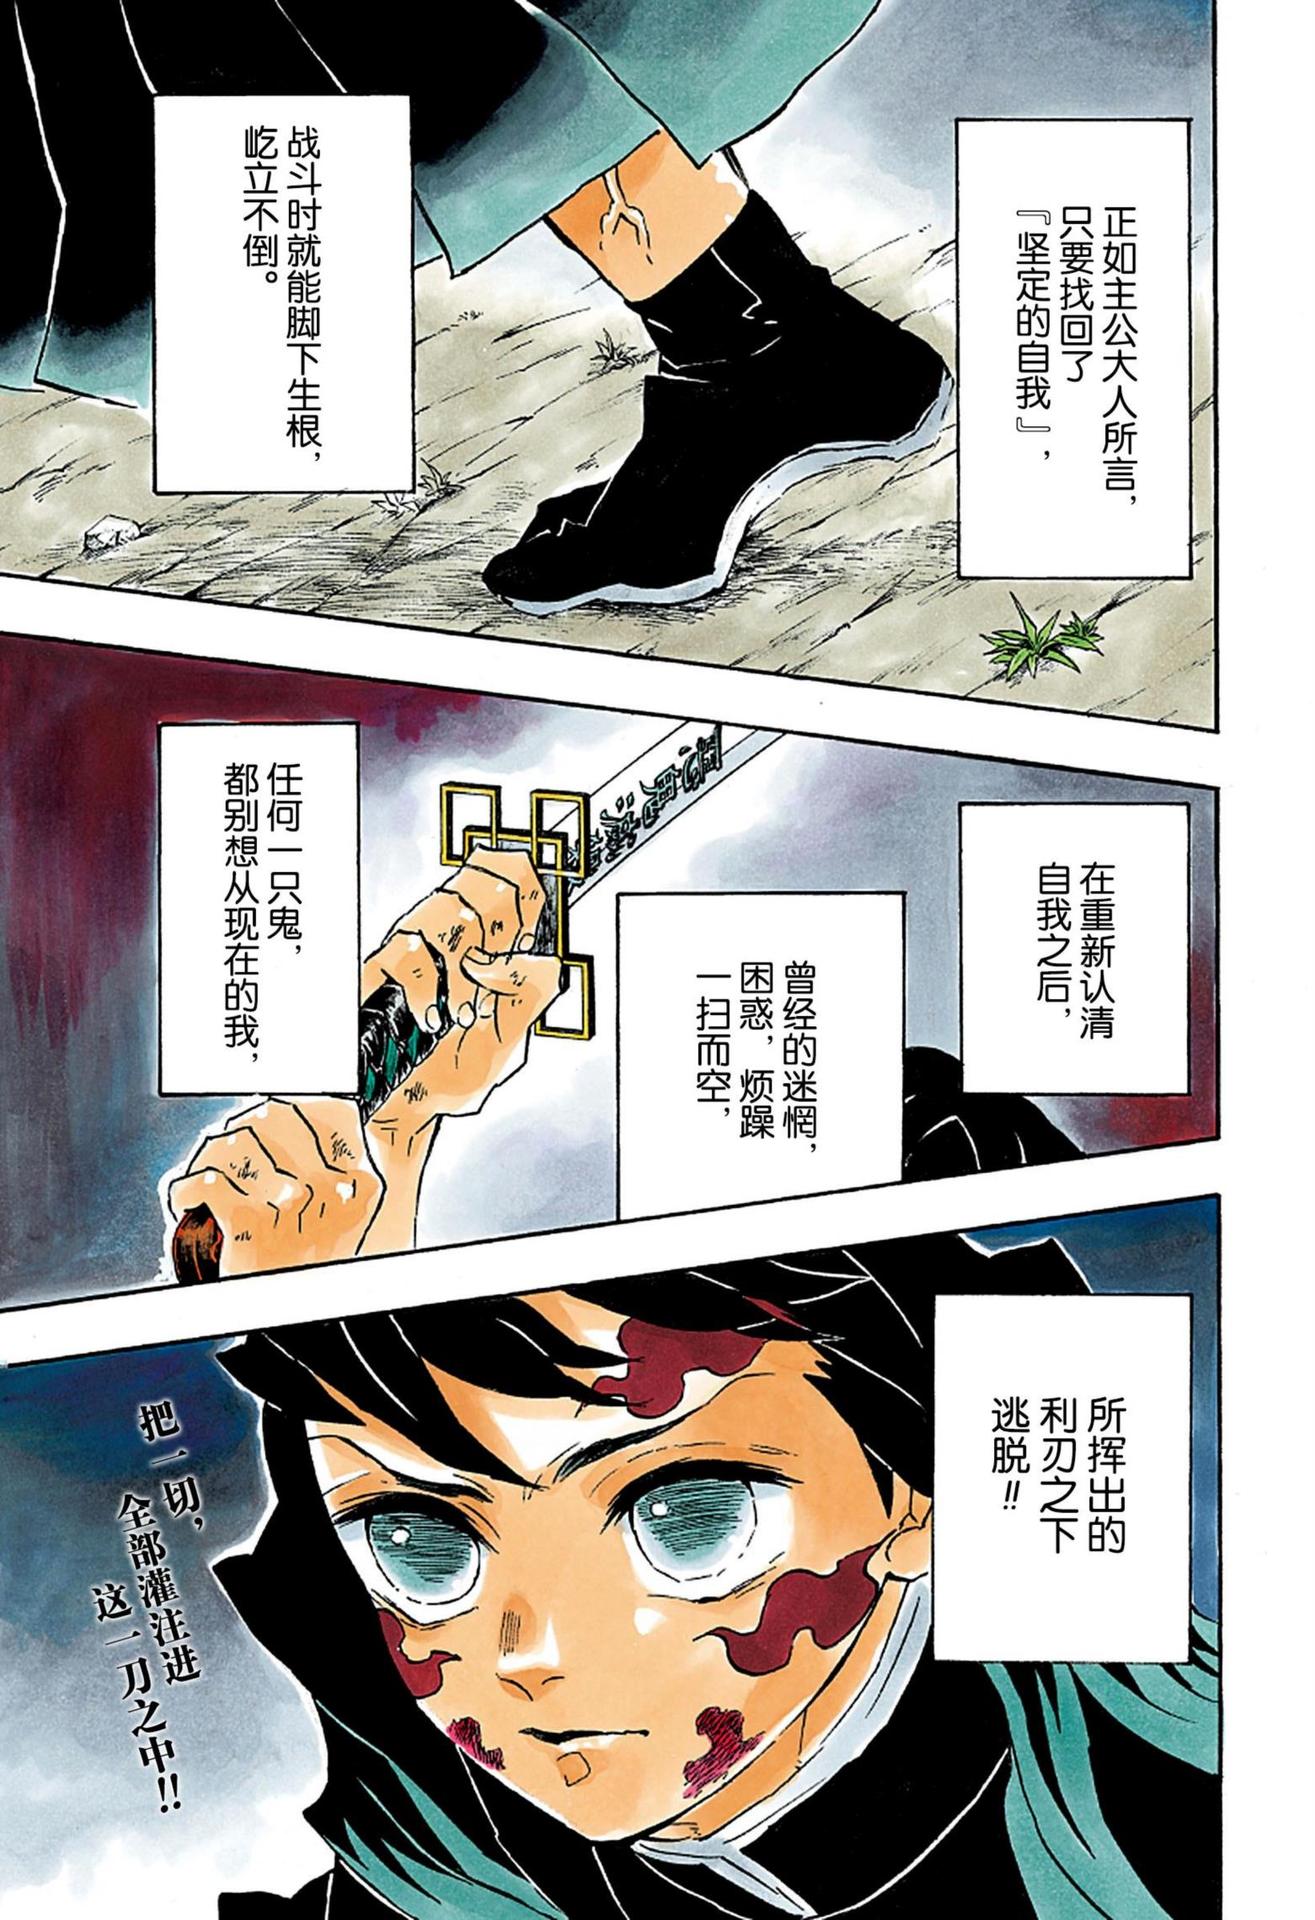 正如主公大人所言，
只要找回了
『坚定的自我』，
战斗时就能脚下生根，
屹立不倒。
在重新认清
自我之后，
曾经的迷惘，
困惑，烦躁
一扫而空，
任何一只鬼，
都别想从现在的我，
所挥出的
利刃之下
逃脱！！
把一切，
全部灌注进
这一刀之中！！